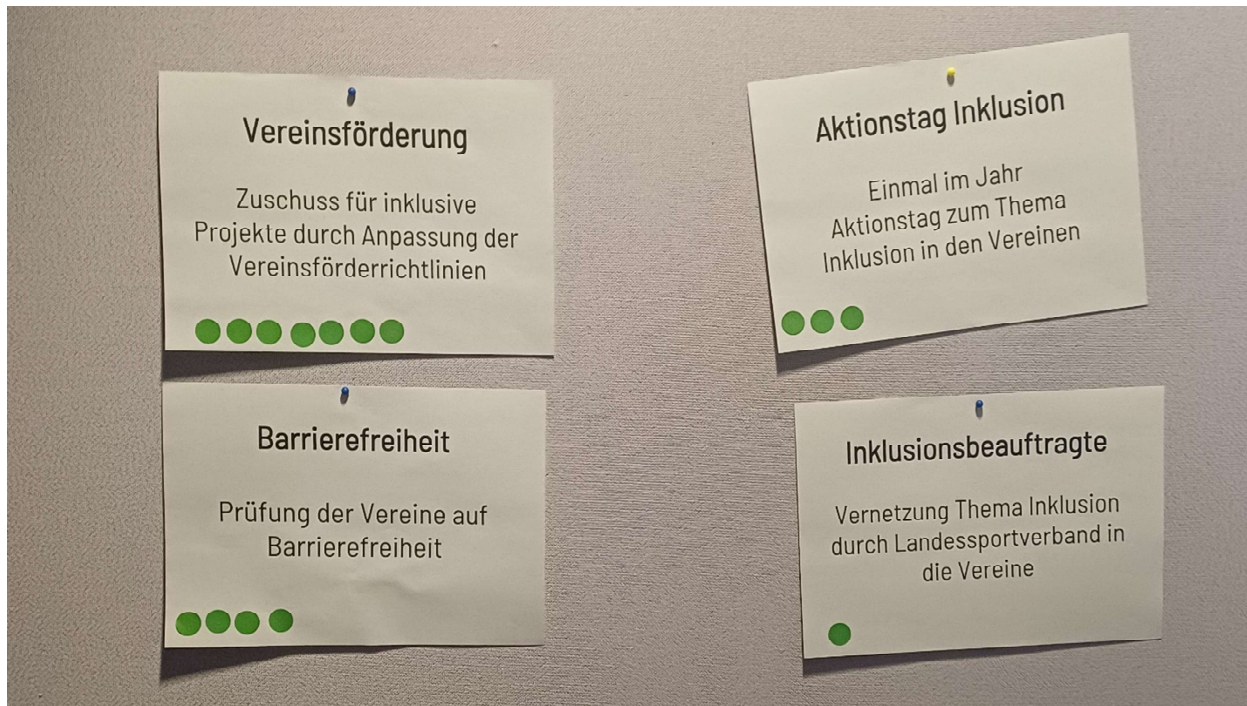 Vereinsförderung
Zuschuss für inklusive
Projekte durch Anpassung der
Vereinsförderrichtlinien
Aktionstag Inklusion
Einmal im Jahr
Aktionstag zum Thema
Inklusion in den Vereinen
Barrierefreiheit
Prüfung der Vereine auf
Barrierefreiheit
Inklusionsbeauftragte
Vernetzung Thema Inklusion
durch Landessportverband in
die Vereine